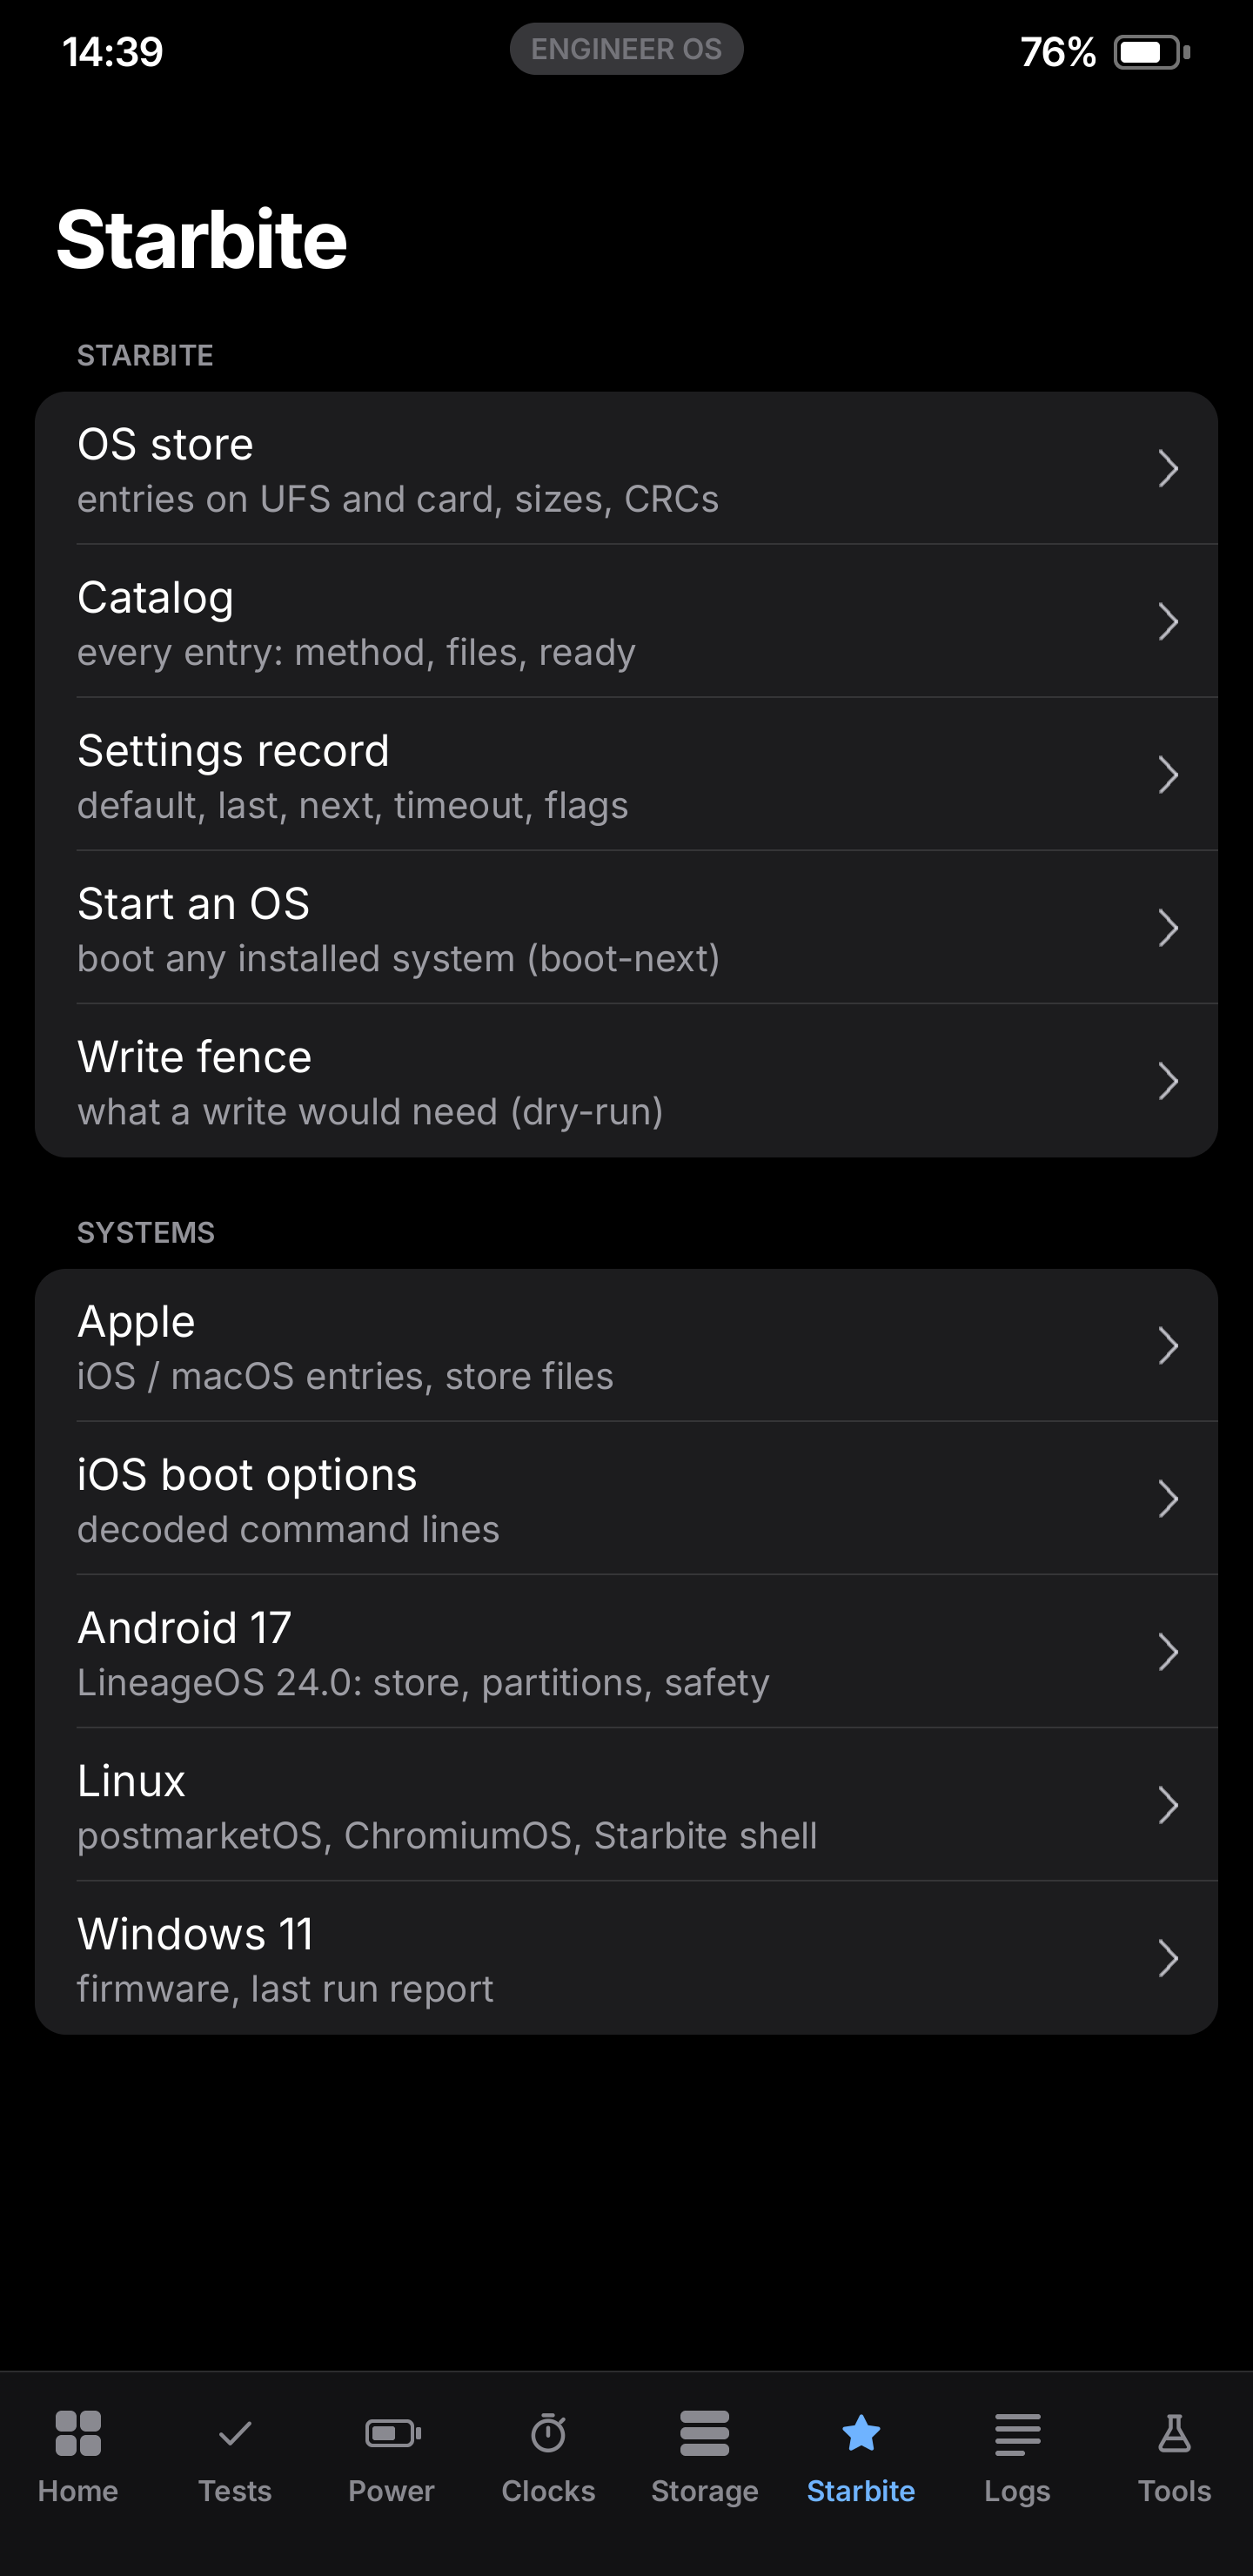 14:39
ENGINEER OS
76%
Starbite
STARBITE
OS store
entries on UFS and card, sizes, CRCs
Catalog
every entry: method, files, ready
Settings record
default, last, next, timeout, flags
Start an OS
boot any installed system (boot-next)
Write fence
what a write would need (dry-run)
SYSTEMS
Apple
iOS / macOS entries, store files
iOS boot options
decoded command lines
Android 17
LineageOS 24.0: store, partitions, safety
Linux
postmarketOS, ChromiumOS, Starbite shell
Windows 11
firmware, last run report
Home
Tests
Power
Clocks
Storage
Starbite
Logs
Tools